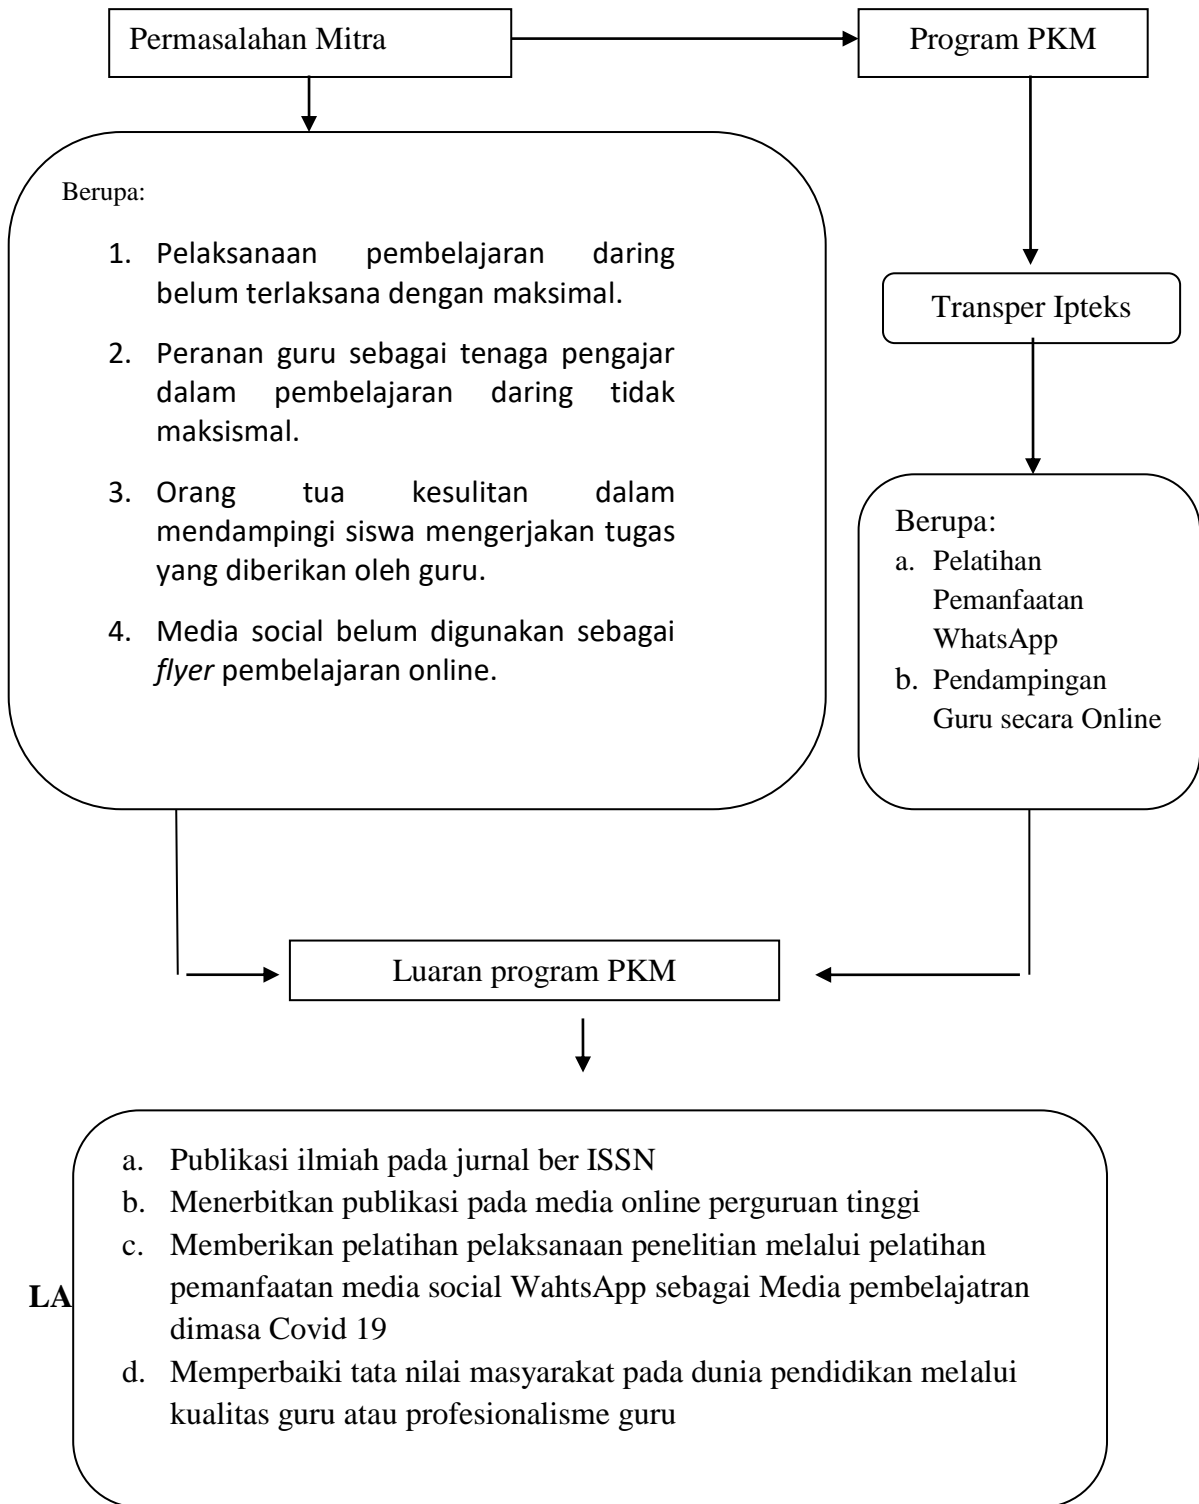 Permasalahan Mitra
Program PKM
Berupa:
1. Pelaksanaan pembelajaran daring
belum terlaksana dengan maksimal.
2. Peranan guru sebagai tenaga pengajar
dalam pembelajaran daring tidak
maksismal.
3. Orang tua kesulitan dalam
mendampingi siswa mengerjakan tugas
yang diberikan oleh guru.
4. Media social belum digunakan sebagai
flyer pembelajaran online.
Transper Ipteks
Berupa:
a. Pelatihan
Pemanfaatan
WhatsApp
b. Pendampingan
Guru secara Online
Luaran program PKM
a. Publikasi ilmiah pada jurnal ber ISSN
b. Menerbitkan publikasi pada media online perguruan tinggi
c. Memberikan pelatihan pelaksanaan penelitian melalui pelatihan
pemanfaatan media social WahtsApp sebagai Media pembelajatran
dimasa Covid 19
d. Memperbaiki tata nilai masyarakat pada dunia pendidikan melalui
kualitas guru atau profesionalisme guru
LA